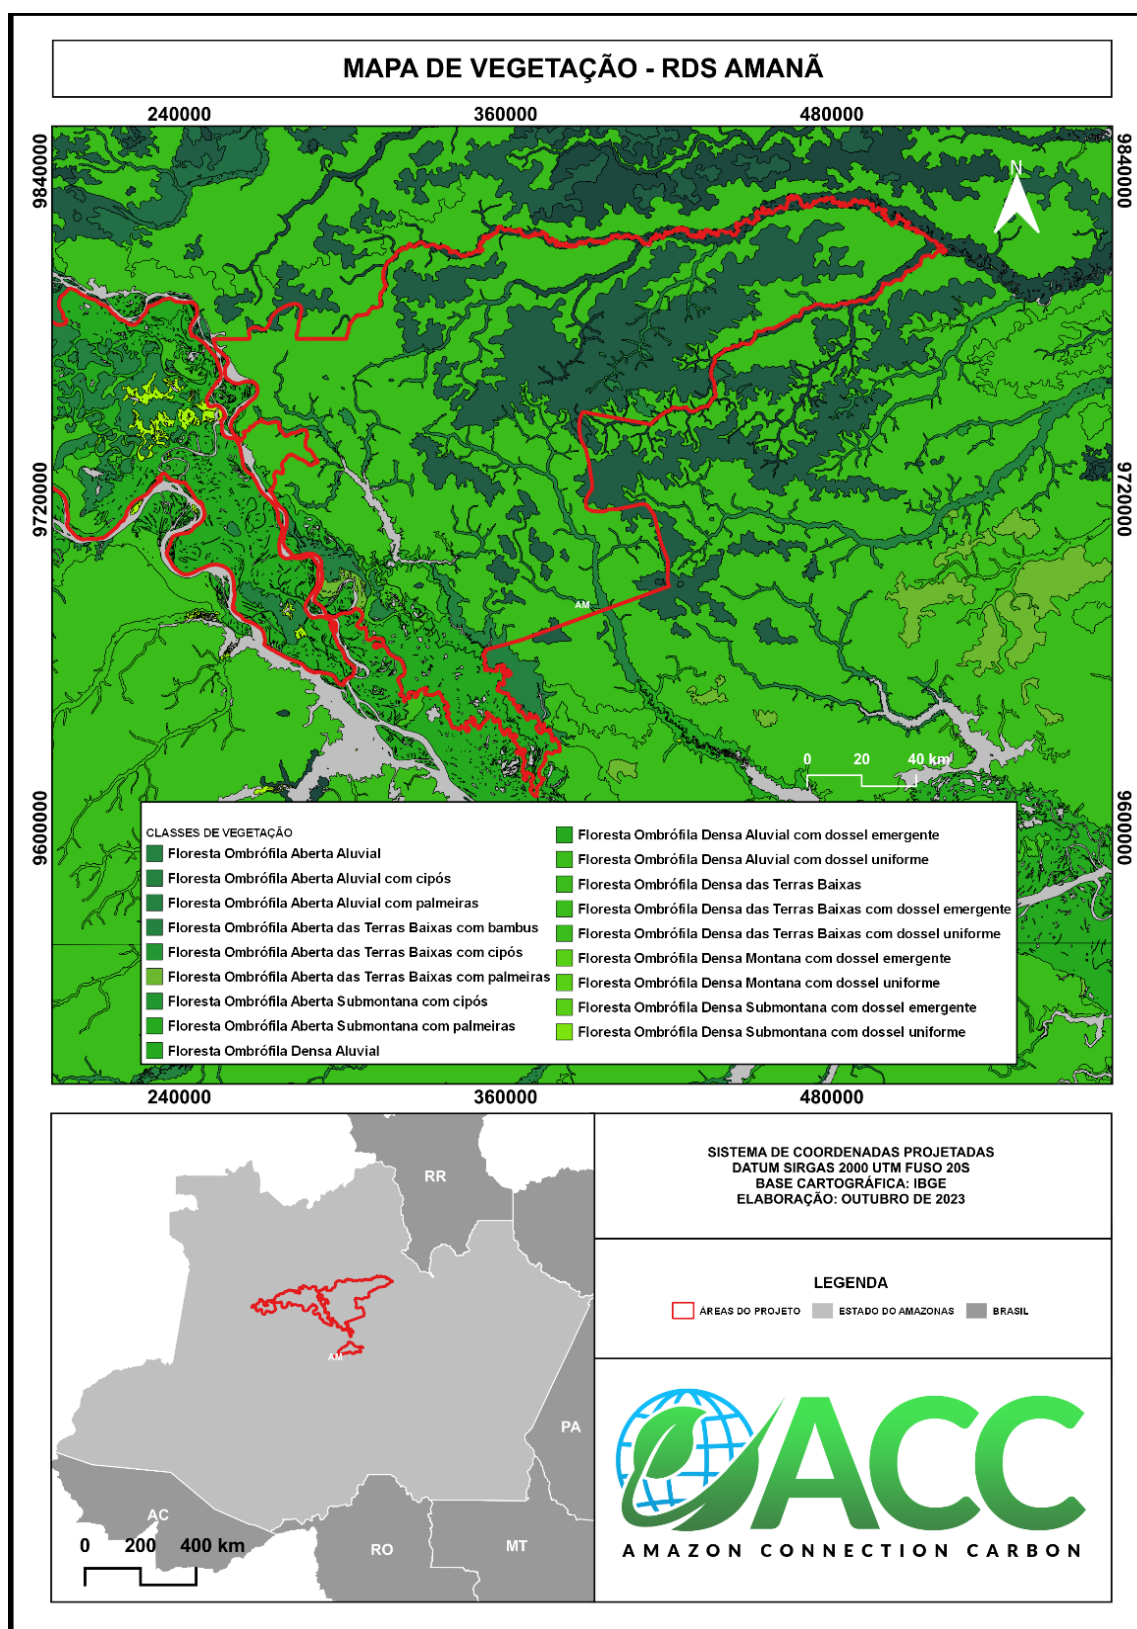 MAPA DE VEGETAÇÃO - RDS AMANÃ
240000 360000 480000
9840000 9840000
N
9720000 9720000
AM
0 20 40 km
9600000 9600000
CLASSES DE VEGETAÇÃO
Floresta Ombrófila Aberta Aluvial
Floresta Ombrófila Aberta Aluvial com cipós
Floresta Ombrófila Aberta Aluvial com palmeiras
Floresta Ombrófila Aberta das Terras Baixas com bambus
Floresta Ombrófila Aberta das Terras Baixas com cipós
Floresta Ombrófila Aberta das Terras Baixas com palmeiras
Floresta Ombrófila Aberta Submontana com cipós
Floresta Ombrófila Aberta Submontana com palmeiras
Floresta Ombrófila Densa Aluvial
Floresta Ombrófila Densa Aluvial com dossel emergente
Floresta Ombrófila Densa Aluvial com dossel uniforme
Floresta Ombrófila Densa das Terras Baixas
Floresta Ombrófila Densa das Terras Baixas com dossel emergente
Floresta Ombrófila Densa das Terras Baixas com dossel uniforme
Floresta Ombrófila Densa Montana com dossel emergente
Floresta Ombrófila Densa Montana com dossel uniforme
Floresta Ombrófila Densa Submontana com dossel emergente
Floresta Ombrófila Densa Submontana com dossel uniforme
240000 360000 480000
RR
AM
PA
AC
RO
MT
0 200 400 km
SISTEMA DE COORDENADAS PROJETADAS
DATUM SIRGAS 2000 UTM FUSO 20S
BASE CARTOGRÁFICA: IBGE
ELABORAÇÃO: OUTUBRO DE 2023
LEGENDA
ÁREAS DO PROJETO ESTADO DO AMAZONAS BRASIL
ACC
AMAZON CONNECTION CARBON